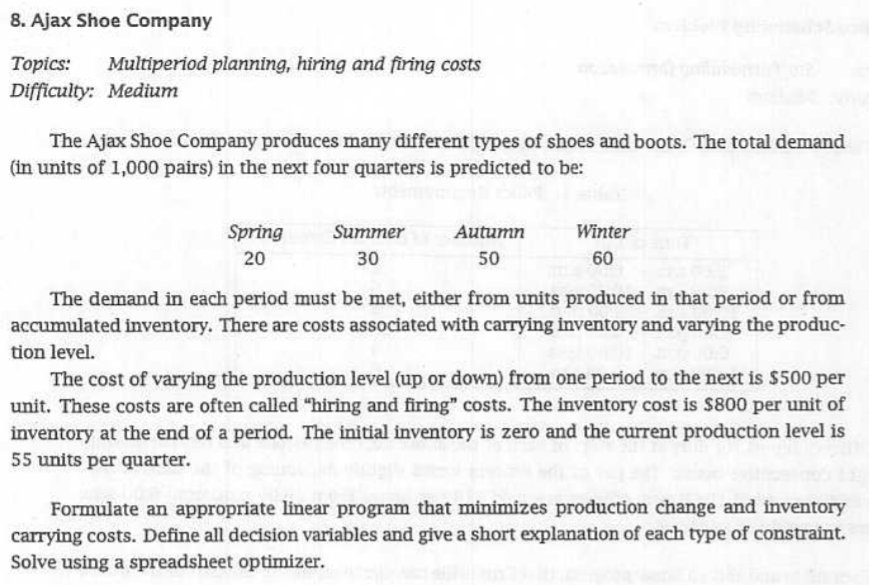 8. Ajax Shoe Company
Topics: Multiperiod planning, hiring and firing costs
Difficulty: Medium
The Ajax Shoe Company produces many different types of shoes and boots. The total demand
(in units of 1,000 pairs) in the next four quarters is predicted to be:
Spring Summer Autumn Winter
20 30 50 60
The demand in each period must be met, either from units produced in that period or from
accumulated inventory. There are costs associated with carrying inventory and varying the produc-
tion level.
The cost of varying the production level (up or down) from one period to the next is $500 per
unit. These costs are often called "hiring and firing" costs. The inventory cost is $800 per unit of
inventory at the end of a period. The initial inventory is zero and the current production level is
55 units per quarter.
Formulate an appropriate linear program that minimizes production change and inventory
carrying costs. Define all decision variables and give a short explanation of each type of constraint.
Solve using a spreadsheet optimizer.